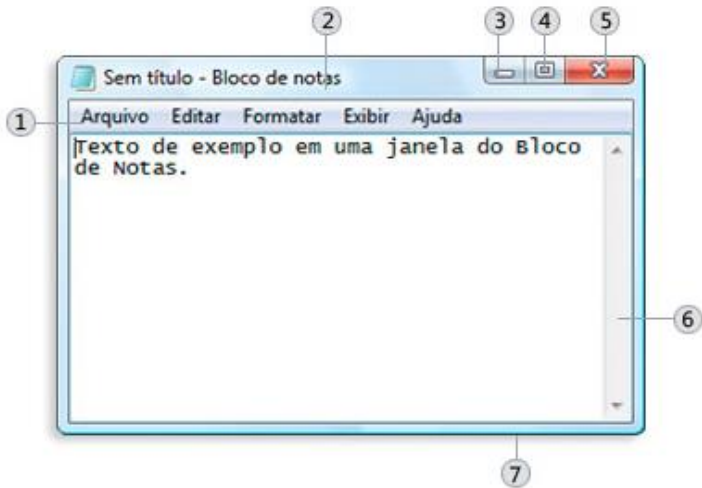 2 3 4 5
Sem título - Bloco de notas
1 Arquivo Editar Formatar Exibir Ajuda
Texto de exemplo em uma janela do Bloco
de Notas.
6
7